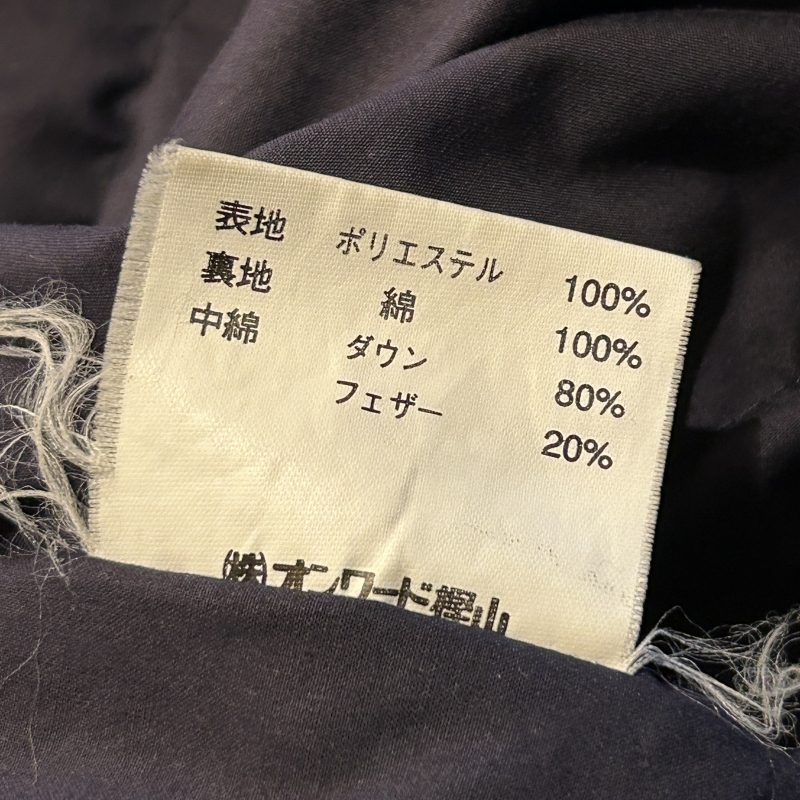 表地 ポリエステル 100%
裏地 綿 100%
中綿 ダウン 80%
フェザー 20%
㈱オンワード樫山